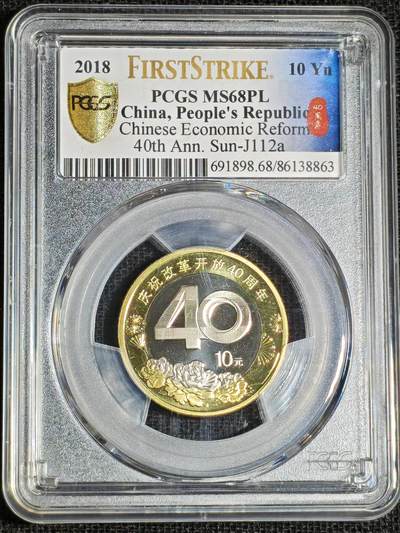 2018 FIRSTSTRIKE® 10 Yn
PCGS
PCGS MS68PL
China, People's Republic
Chinese Economic Reform
40th Ann. Sun-J112a
691898.68/86138863
庆祝改革开放40周年
40
10元
PCGS